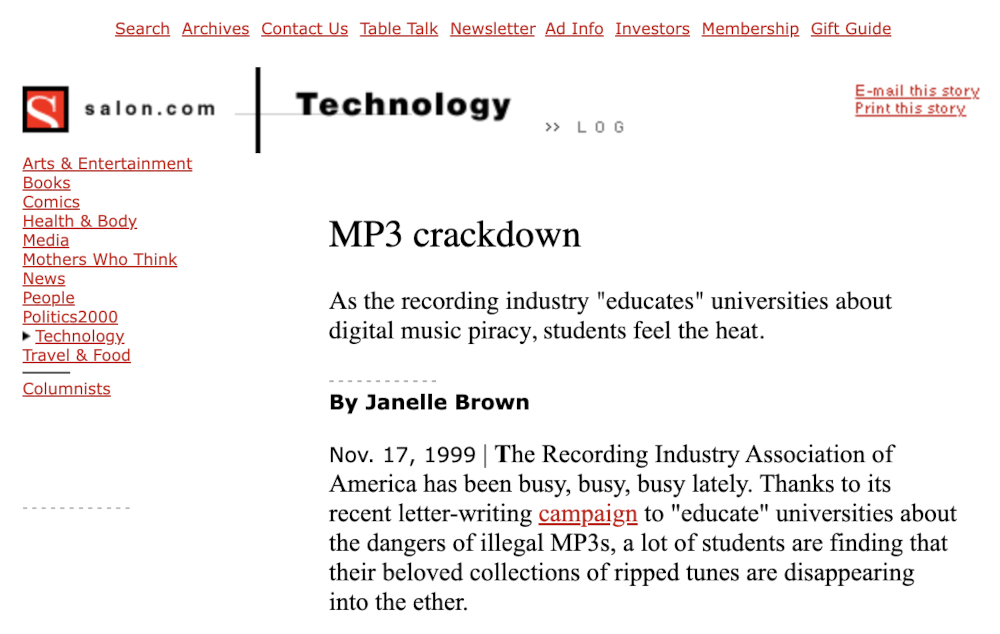 Search Archives Contact Us Table Talk Newsletter Ad Info Investors Membership Gift Guide
S salon.com
Technology
>> LOG
E-mail this story
Print this story
Arts & Entertainment
Books
Comics
Health & Body
Media
Mothers Who Think
News
People
Politics2000
Technology
Travel & Food
Columnists
MP3 crackdown
As the recording industry "educates" universities about
digital music piracy, students feel the heat.
By Janelle Brown
Nov. 17, 1999 | The Recording Industry Association of
America has been busy, busy, busy lately. Thanks to its
recent letter-writing campaign to "educate" universities about
the dangers of illegal MP3s, a lot of students are finding that
their beloved collections of ripped tunes are disappearing
into the ether.